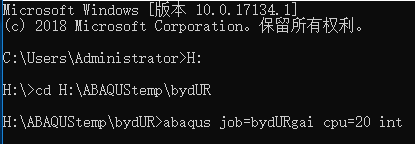 Microsoft Windows [版本 10.0.17134.1]
(c) 2018 Microsoft Corporation。保留所有权利。
C:\Users\Administrator>H:
H:\>cd H:\ABAQUStemp\bydUR
H:\ABAQUStemp\bydUR>abaqus job=bydURgai cpu=20 int